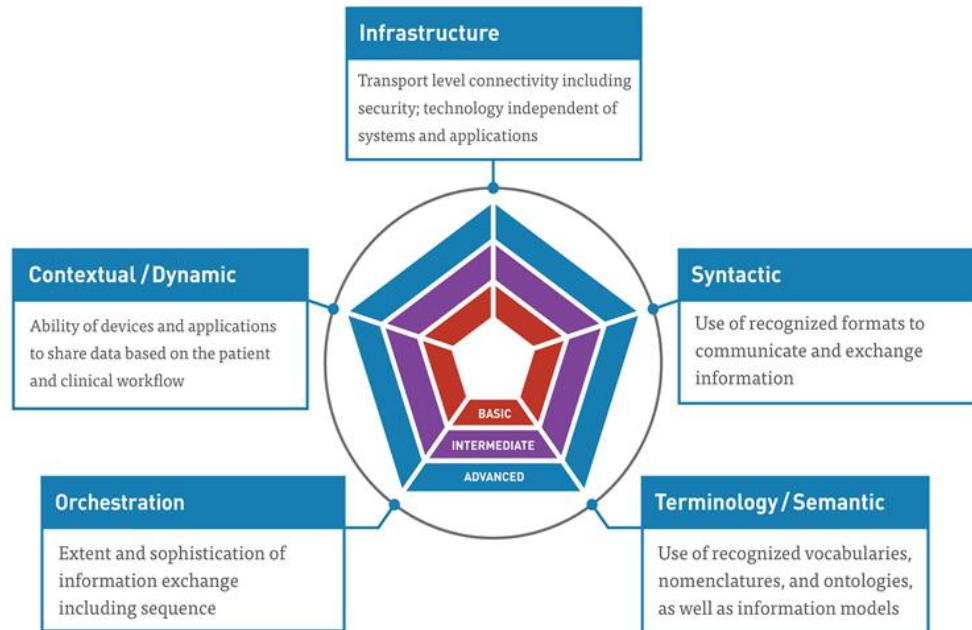 Infrastructure
Transport level connectivity including
security; technology independent of
systems and applications
Contextual / Dynamic
Ability of devices and applications
to share data based on the patient
and clinical workflow
Syntactic
Use of recognized formats to
communicate and exchange
information
BASIC
INTERMEDIATE
ADVANCED
Orchestration
Extent and sophistication of
information exchange
including sequence
Terminology / Semantic
Use of recognized vocabularies,
nomenclatures, and ontologies,
as well as information models